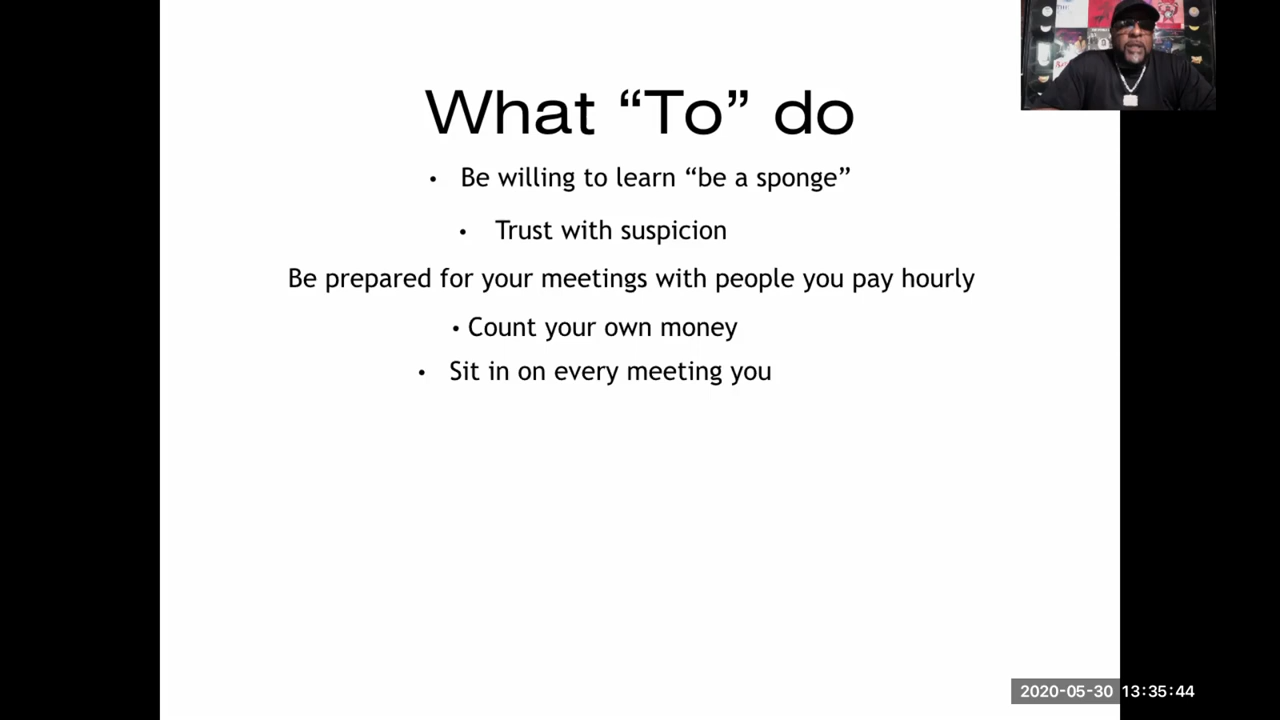 What “To” do
• Be willing to learn “be a sponge”
• Trust with suspicion
Be prepared for your meetings with people you pay hourly
• Count your own money
• Sit in on every meeting you
2020-05-30 13:35:44